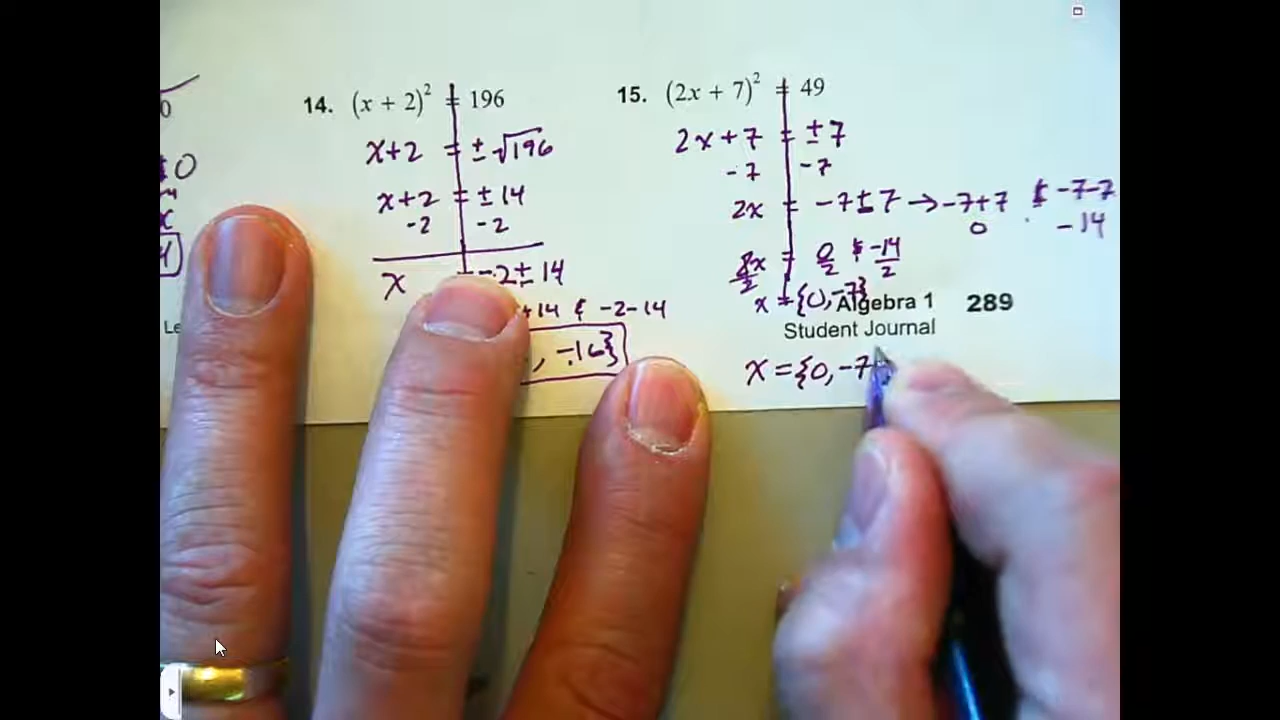 14. (x + 2)² = 196
x+2 = ±√196
x+2 = ±14
-2 -2
x = -2±14
+14 & -2-14
, -16}
15. (2x + 7)² = 49
2x+7 = ±7
-7 -7
2x = -7±7 → -7+7 & -7-7
0 -14
2x/2 = 0/2 & -14/2
x = {0, -7}
Algebra 1 289
Student Journal
x = {0, -7
0